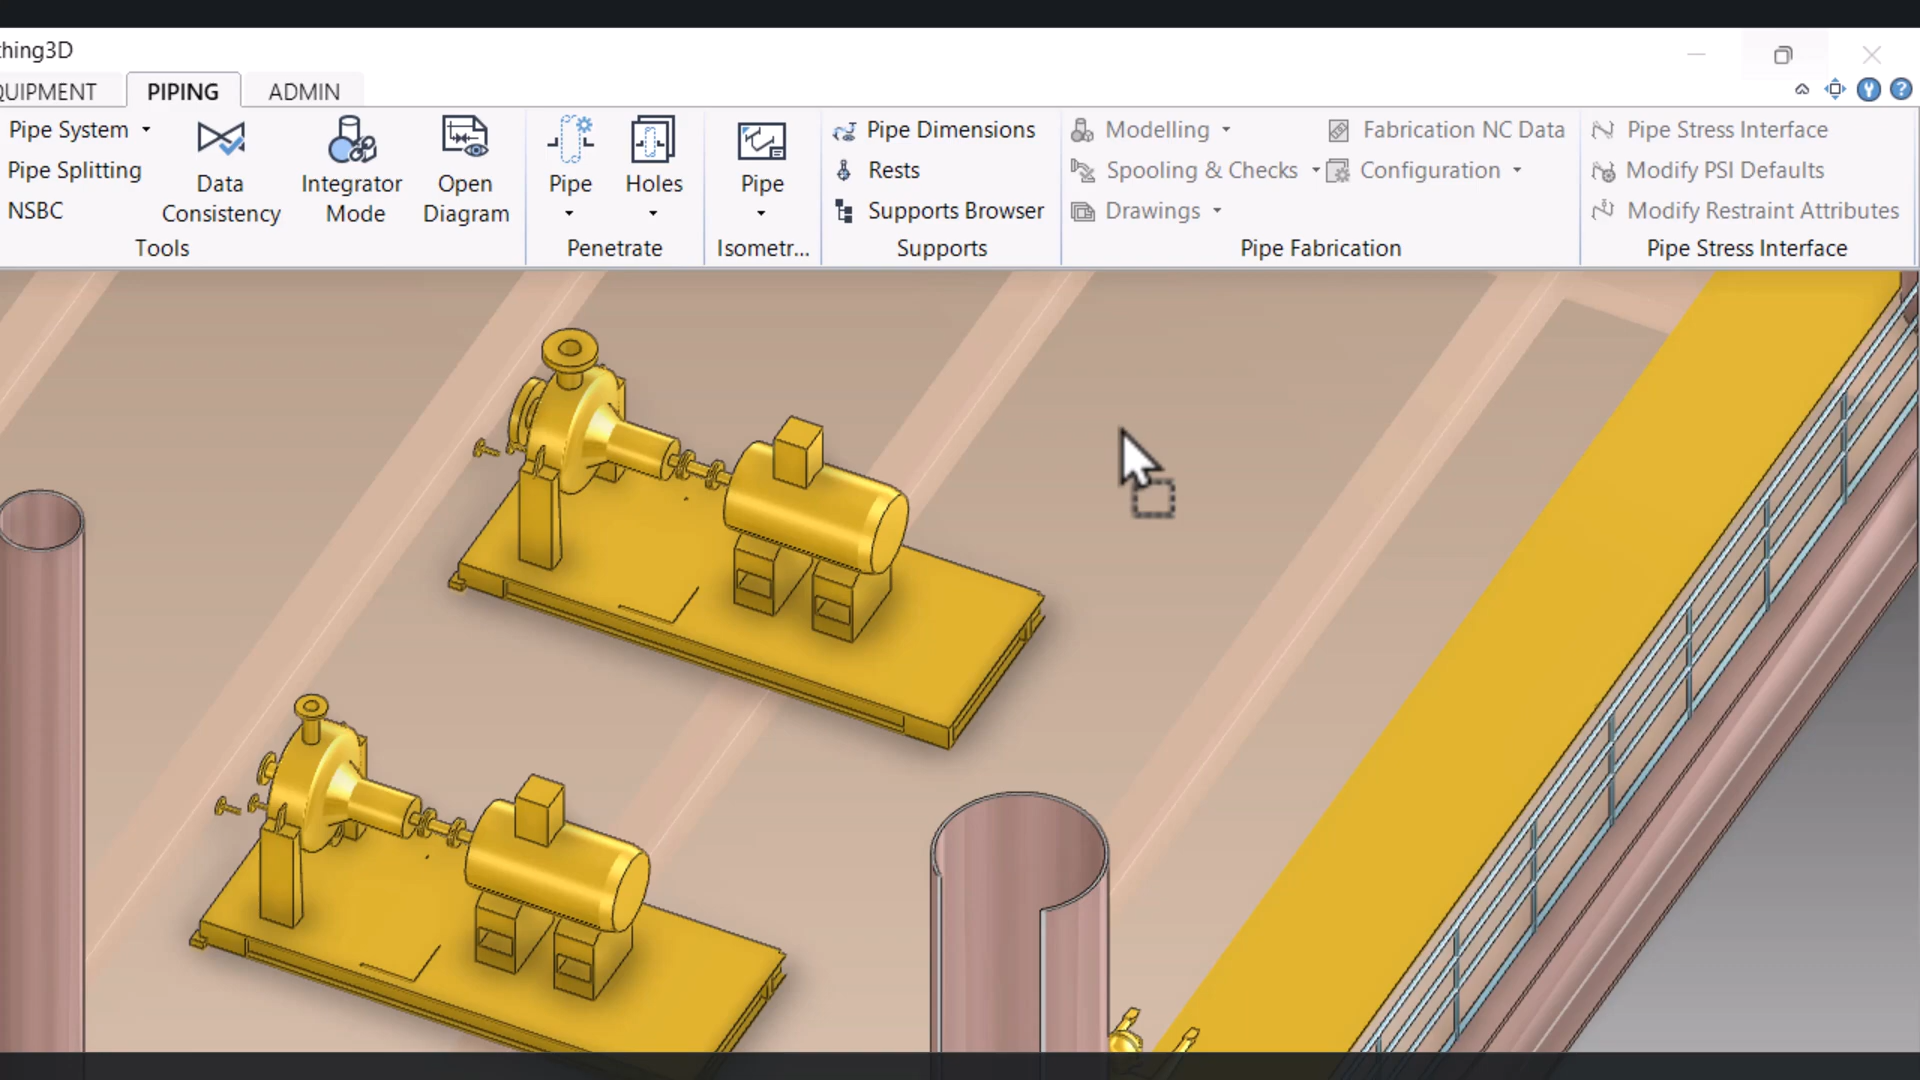 thing3D
QUIPMENT PIPING ADMIN
Pipe System
Pipe Splitting
NSBC
Data Consistency
Integrator Mode
Open Diagram
Tools
Pipe
Holes
Penetrate
Pipe
Isometr...
Pipe Dimensions
Rests
Supports Browser
Supports
Modelling
Spooling & Checks
Drawings
Fabrication NC Data
Configuration
Pipe Fabrication
Pipe Stress Interface
Modify PSI Defaults
Modify Restraint Attributes
Pipe Stress Interface